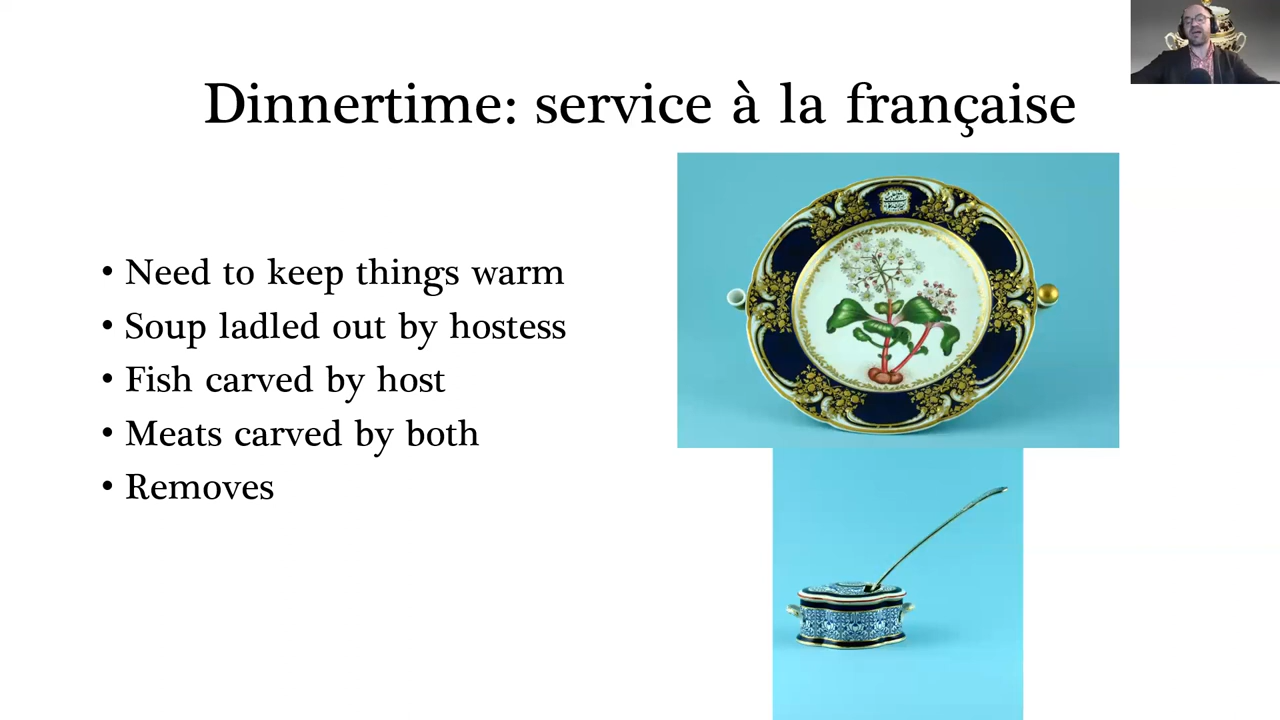 Dinnertime: service à la française
• Need to keep things warm
• Soup ladled out by hostess
• Fish carved by host
• Meats carved by both
• Removes